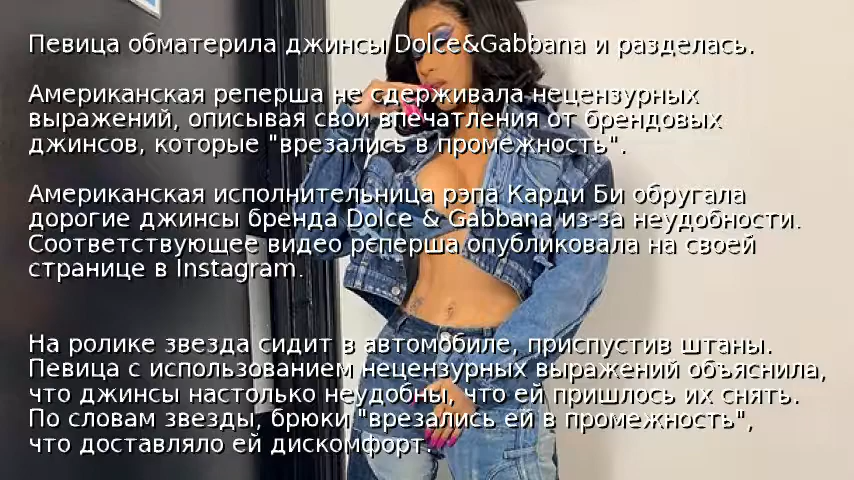 Певица обматерила джинсы Dolce&Gabbana и разделась.
Американская реперша не сдерживала нецензурных
выражений, описывая свои впечатления от брендовых
джинсов, которые "врезались в промежность".
Американская исполнительница рэпа Карди Би обругала
дорогие джинсы бренда Dolce & Gabbana из-за неудобности.
Соответствующее видео реперша опубликовала на своей
странице в Instagram.
На ролике звезда сидит в автомобиле, приспустив штаны.
Певица с использованием нецензурных выражений объяснила,
что джинсы настолько неудобны, что ей пришлось их снять.
По словам звезды, брюки "врезались ей в промежность",
что доставляло ей дискомфорт.